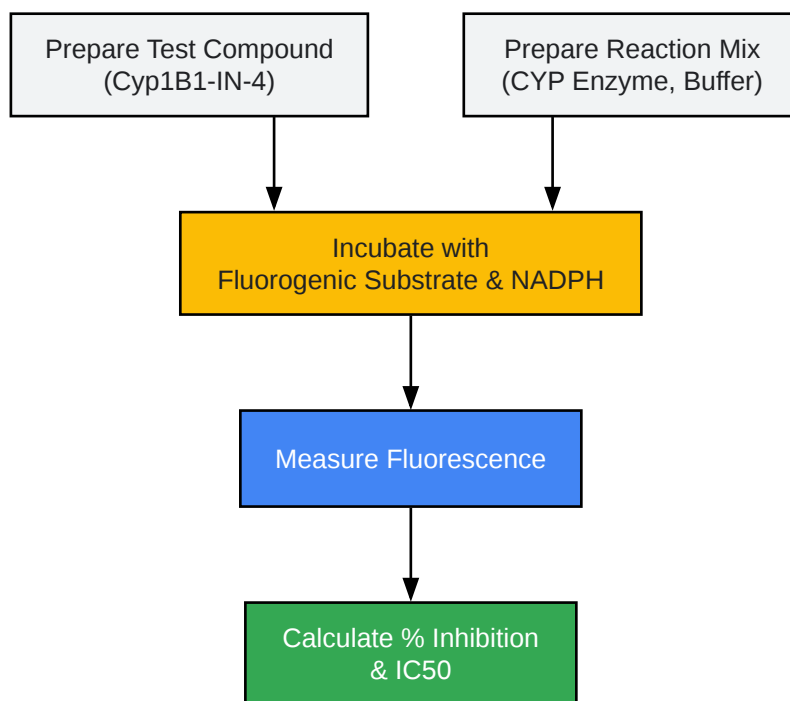 Prepare Test Compound
(Cyp1B1-IN-4)
Prepare Reaction Mix
(CYP Enzyme, Buffer)
Incubate with
Fluorogenic Substrate & NADPH
Measure Fluorescence
Calculate % Inhibition
& IC50